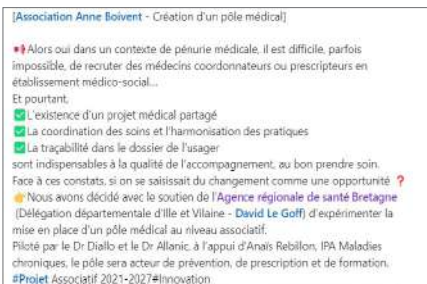 [Association Anne Boivent - Création d'un pôle médical]
📢Alors oui dans un contexte de pénurie médicale, il est difficile, parfois
impossible, de recruter des médecins coordonnateurs ou prescripteurs en
établissement médico-social...
Et pourtant,
✅L'existence d'un projet médical partagé
✅La coordination des soins et l'harmonisation des pratiques
✅La traçabilité dans le dossier de l'usager
sont indispensables à la qualité de l'accompagnement, au bon prendre soin.
Face à ces constats, si on se saisissait du changement comme une opportunité ❓
👉Nous avons décidé avec le soutien de l'Agence régionale de santé Bretagne
(Délégation départementale d'Ille et Vilaine - David Le Goff) d'expérimenter la
mise en place d'un pôle médical au niveau associatif.
Piloté par le Dr Diallo et le Dr Allanic, à l'appui d'Anaïs Rebillon, IPA Maladies
chroniques, le pôle sera acteur de prévention, de prescription et de formation.
#Projet Associatif 2021-2027#Innovation